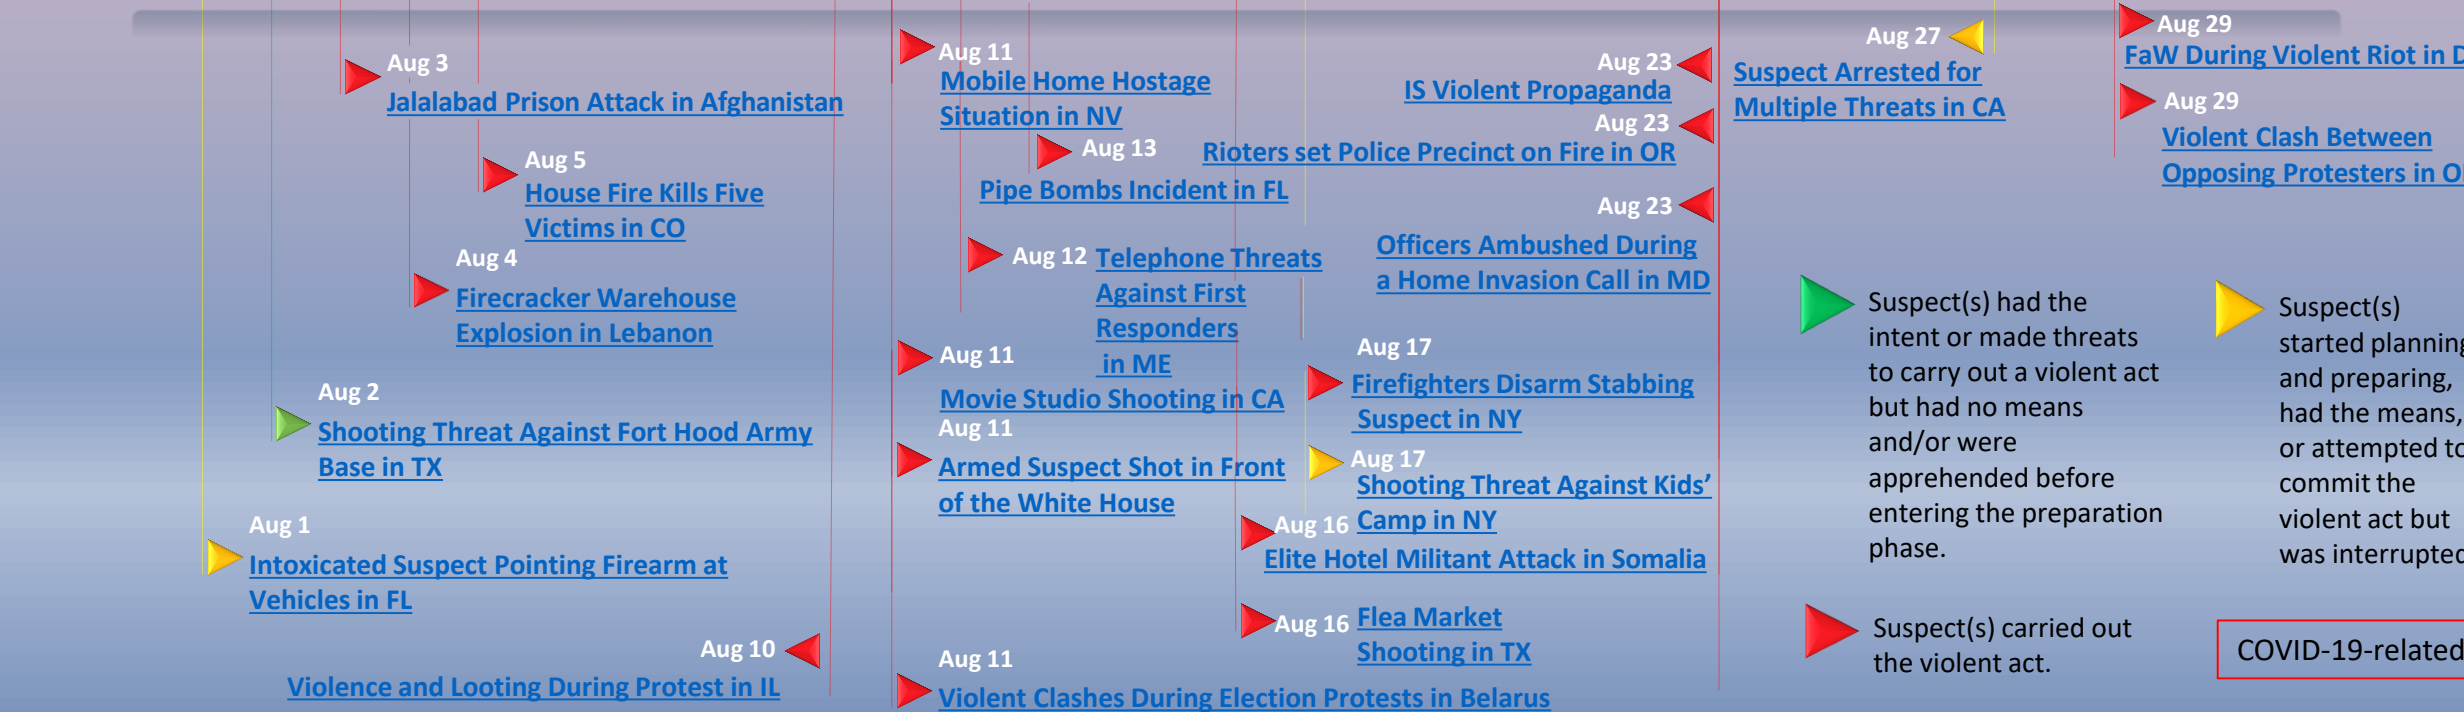 Aug 3
Jalalabad Prison Attack in Afghanistan
Aug 5
House Fire Kills Five
Victims in CO
Aug 4
Firecracker Warehouse
Explosion in Lebanon
Aug 2
Shooting Threat Against Fort Hood Army
Base in TX
Aug 1
Intoxicated Suspect Pointing Firearm at
Vehicles in FL
Aug 10
Violence and Looting During Protest in IL
Aug 11
Mobile Home Hostage
Situation in NV
Aug 13
Pipe Bombs Incident in FL
Aug 12
Telephone Threats
Against First
Responders
in ME
Aug 11
Movie Studio Shooting in CA
Aug 11
Armed Suspect Shot in Front
of the White House
Aug 11
Violent Clashes During Election Protests in Belarus
Aug 23
IS Violent Propaganda
Aug 23
Rioters set Police Precinct on Fire in OR
Aug 23
Officers Ambushed During
a Home Invasion Call in MD
Aug 17
Firefighters Disarm Stabbing
Suspect in NY
Aug 17
Shooting Threat Against Kids'
Camp in NY
Aug 16
Elite Hotel Militant Attack in Somalia
Aug 16
Flea Market
Shooting in TX
Aug 27
Suspect Arrested for
Multiple Threats in CA
Aug 29
FaW During Violent Riot in
Aug 29
Violent Clash Between
Opposing Protesters in
Suspect(s) had the
intent or made threats
to carry out a violent act
but had no means
and/or were
apprehended before
entering the preparation
phase.
Suspect(s)
started planning
and preparing,
had the means,
or attempted to
commit the
violent act but
was interrupted
Suspect(s) carried out
the violent act.
COVID-19-related